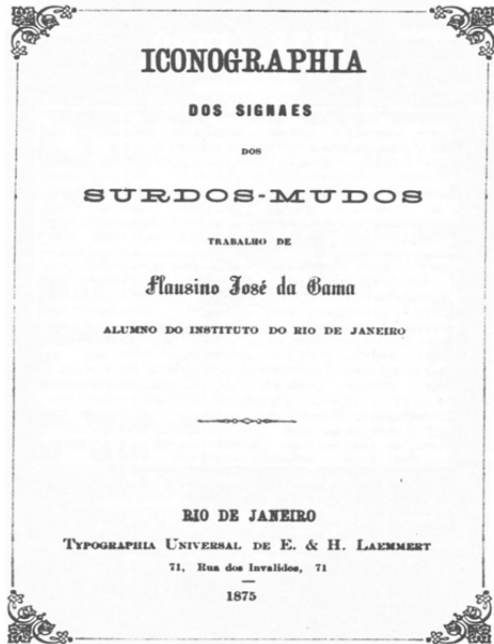 ICONOGRAPHIA
DOS SIGNAES
DOS
SURDOS-MUDOS
TRABALHO DE
Flausino José da Gama
ALUMNO DO INSTITUTO DO RIO DE JANEIRO
RIO DE JANEIRO
TYPOGRAPHIA UNIVERSAL DE E. & H. LAEMMERT
71, Rua dos Invalidos, 71
1875